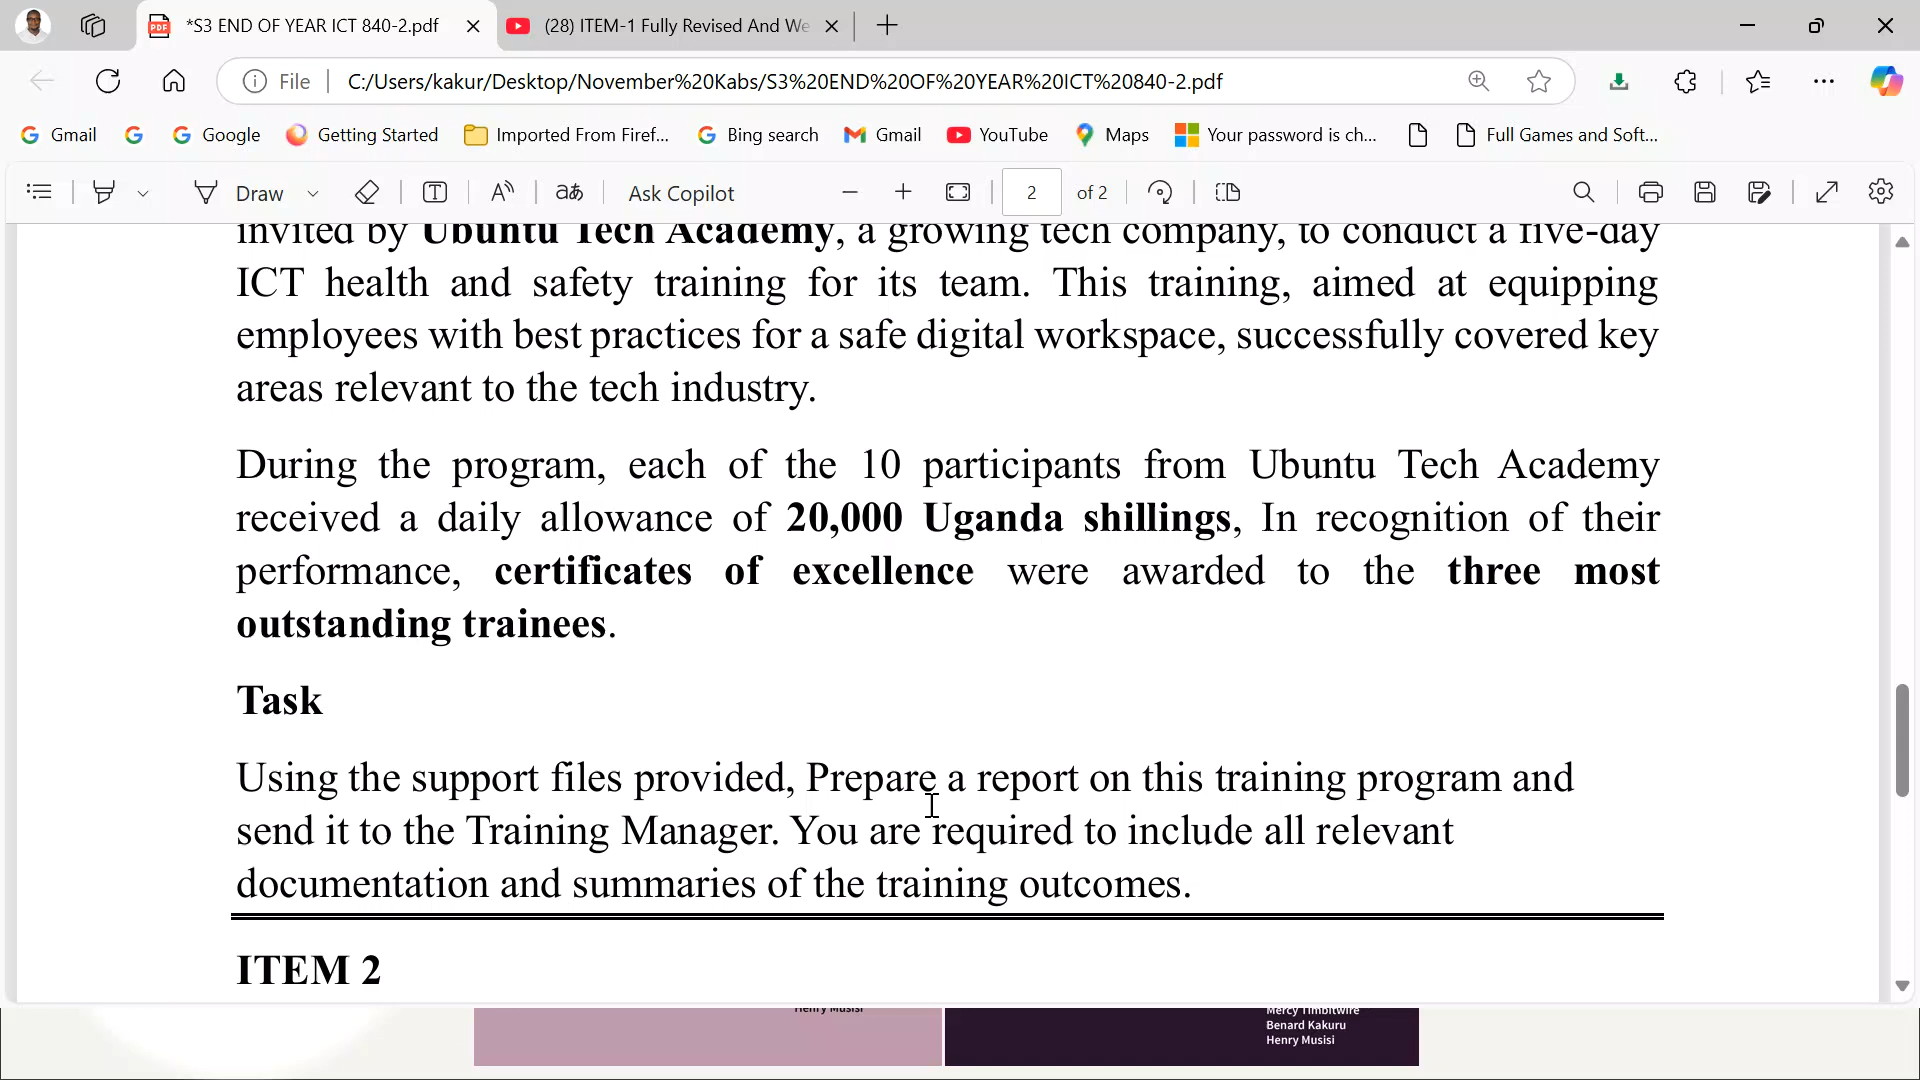 *S3 END OF YEAR ICT 840-2.pdf
(28) ITEM-1 Fully Revised And We
File
C:/Users/kakur/Desktop/November%20Kabs/S3%20END%20OF%20YEAR%20ICT%20840-2.pdf
Gmail
Google
Getting Started
Imported From Firef...
Bing search
Gmail
YouTube
Maps
Your password is ch...
Full Games and Soft...
Draw
Ask Copilot
2
of 2
invited by Ubuntu Tech Academy, a growing tech company, to conduct a five-day
ICT health and safety training for its team. This training, aimed at equipping
employees with best practices for a safe digital workspace, successfully covered key
areas relevant to the tech industry.
During the program, each of the 10 participants from Ubuntu Tech Academy
received a daily allowance of 20,000 Uganda shillings, In recognition of their
performance, certificates of excellence were awarded to the three most
outstanding trainees.
Task
Using the support files provided, Prepare a report on this training program and
send it to the Training Manager. You are required to include all relevant
documentation and summaries of the training outcomes.
ITEM 2
Henry Musisi
Mercy Timbitwire
Benard Kakuru
Henry Musisi